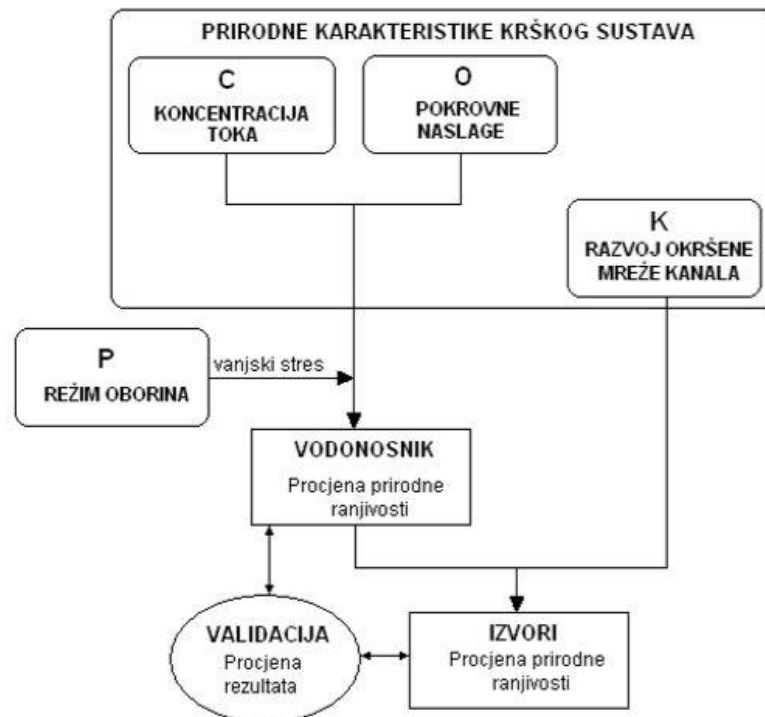 PRIRODNE KARAKTERISTIKE KRŠKOG SUSTAVA
C
KONCENTRACIJA
TOKA
O
POKROVNE
NASLAGE
K
RAZVOJ OKRŠENE
MREŽE KANALA
P
REŽIM OBORINA
vanjski stres
VODONOSNIK
Procjena prirodne
ranjivosti
VALIDACIJA
Procjena
rezultata
IZVORI
Procjena prirodne
ranjivosti